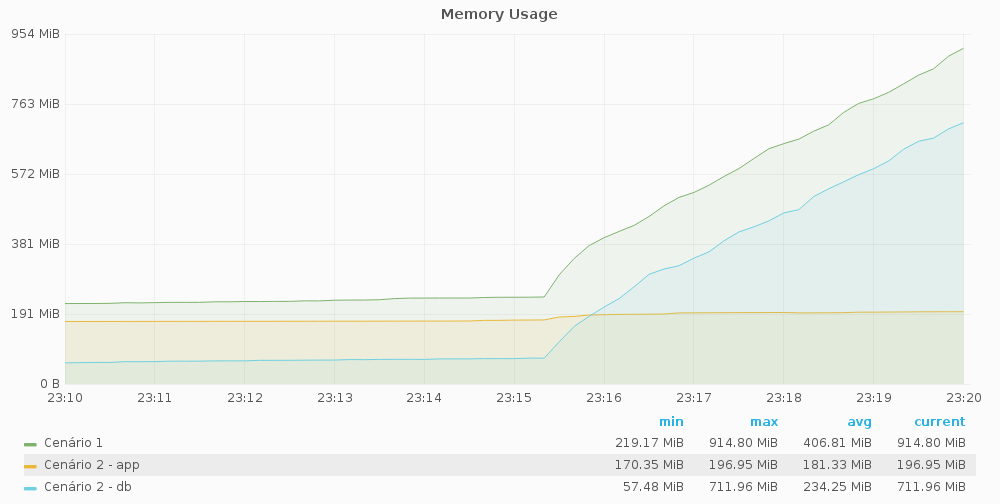 Memory Usage
954 MiB
763 MiB
572 MiB
381 MiB
191 MiB
0 B
23:10 23:11 23:12 23:13 23:14 23:15 23:16 23:17 23:18 23:19 23:20
min max avg current
Cenário 1 219.17 MiB 914.80 MiB 406.81 MiB 914.80 MiB
Cenário 2 - app 170.35 MiB 196.95 MiB 181.33 MiB 196.95 MiB
Cenário 2 - db 57.48 MiB 711.96 MiB 234.25 MiB 711.96 MiB